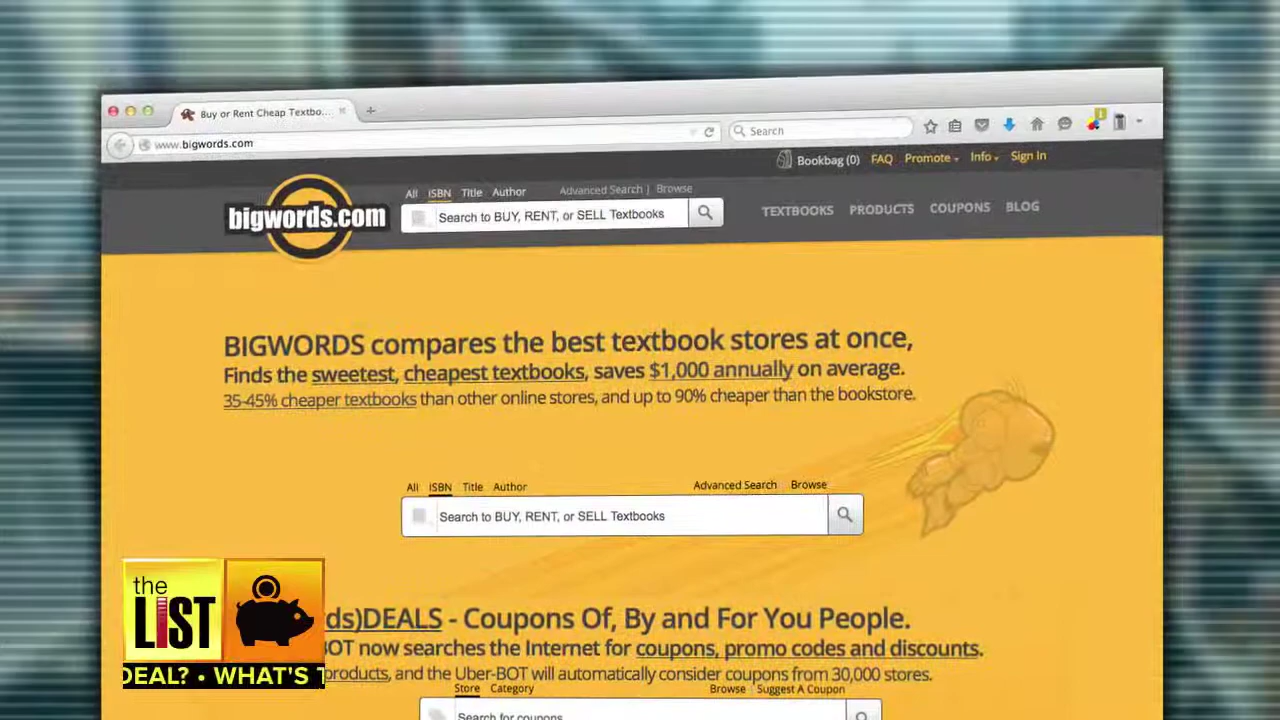 Buy or Rent Cheap Textbo...
www.bigwords.com
Search
Bookbag (0) FAQ Promote Info Sign In
All ISBN Title Author Advanced Search | Browse
bigwords.com
Search to BUY, RENT, or SELL Textbooks
TEXTBOOKS PRODUCTS COUPONS BLOG
BIGWORDS compares the best textbook stores at once,
Finds the sweetest, cheapest textbooks, saves $1,000 annually on average.
35-45% cheaper textbooks than other online stores, and up to 90% cheaper than the bookstore.
All ISBN Title Author Advanced Search Browse
Search to BUY, RENT, or SELL Textbooks
rds)DEALS - Coupons Of, By and For You People.
BOT now searches the Internet for coupons, promo codes and discounts.
products, and the Uber-BOT will automatically consider coupons from 30,000 stores.
Store Category Browse Suggest A Coupon
Search for coupons
the
LIST
DEAL? • WHAT'S